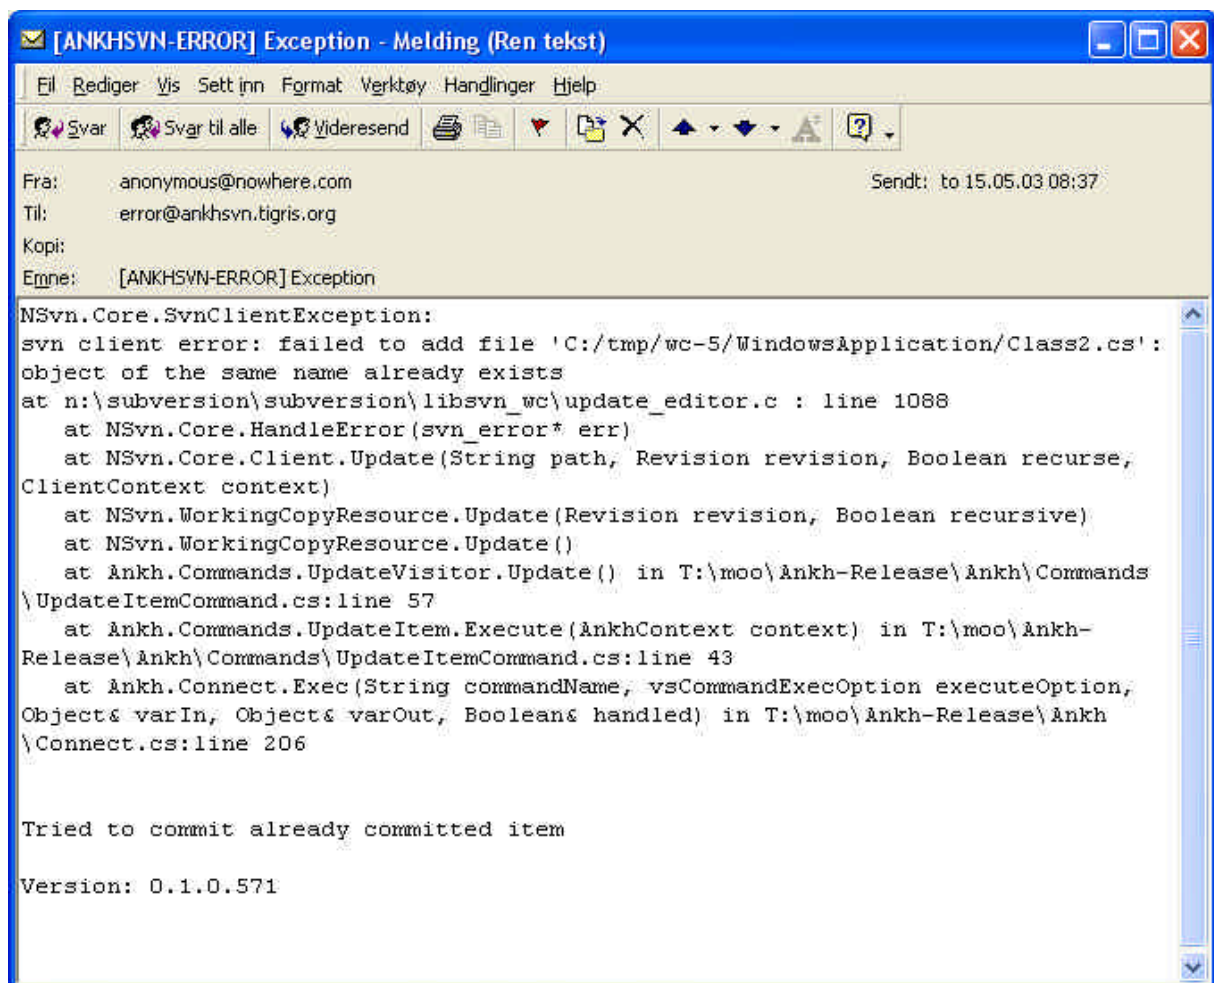 [ANKHSVN-ERROR] Exception - Melding (Ren tekst)
Fil Rediger Vis Sett inn Format Verktøy Handlinger Hjelp
Svar Svar til alle Videresend
Fra: anonymous@nowhere.com Sendt: to 15.05.03 08:37
Til: error@ankhsvn.tigris.org
Kopi:
Emne: [ANKHSVN-ERROR] Exception
NSvn.Core.SvnClientException:
svn client error: failed to add file 'C:/tmp/wc-5/WindowsApplication/Class2.cs':
object of the same name already exists
at n:\subversion\subversion\libsvn_wc\update_editor.c : line 1088
at NSvn.Core.HandleError(svn_error* err)
at NSvn.Core.Client.Update(String path, Revision revision, Boolean recurse,
ClientContext context)
at NSvn.WorkingCopyResource.Update(Revision revision, Boolean recursive)
at NSvn.WorkingCopyResource.Update()
at Ankh.Commands.UpdateVisitor.Update() in T:\moo\Ankh-Release\Ankh\Commands
\UpdateItemCommand.cs:line 57
at Ankh.Commands.UpdateItem.Execute(AnkhContext context) in T:\moo\Ankh-
Release\Ankh\Commands\UpdateItemCommand.cs:line 43
at Ankh.Connect.Exec(String commandName, vsCommandExecOption executeOption,
Object& varIn, Object& varOut, Boolean& handled) in T:\moo\Ankh-Release\Ankh
\Connect.cs:line 206
Tried to commit already committed item
Version: 0.1.0.571